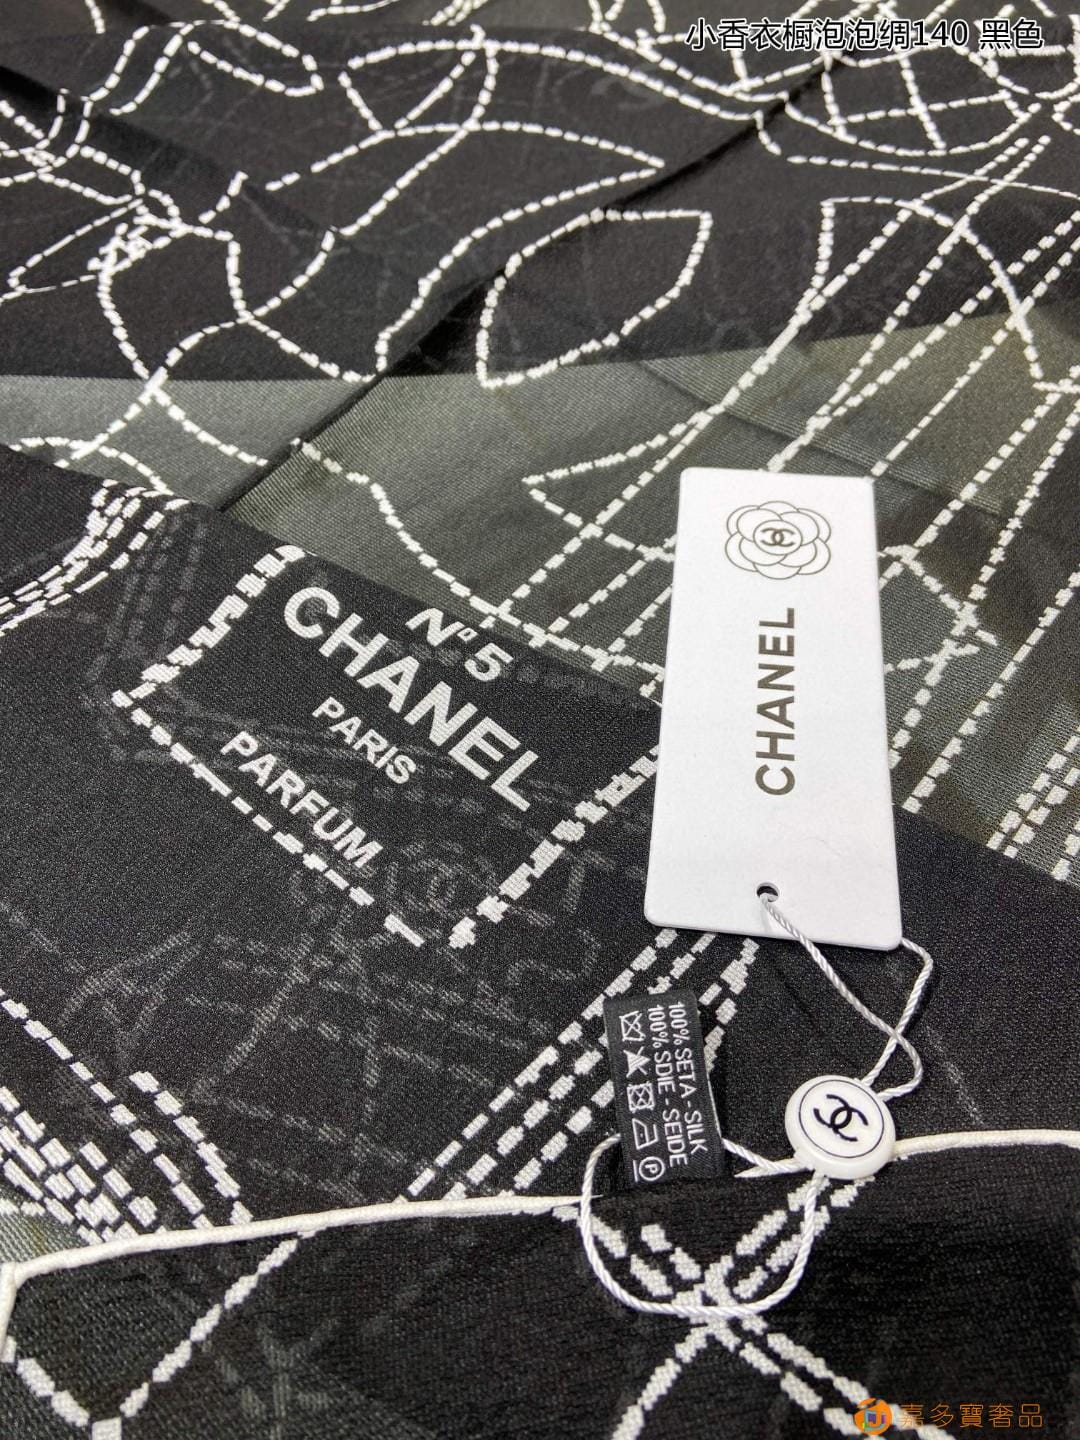 小香衣橱泡泡绸140 黑色
CHANEL
Nº 5
CHANEL
PARIS
PARFUM
100% SETA - SILK
100% SDIE - SEIDE
P
嘉多寶奢品